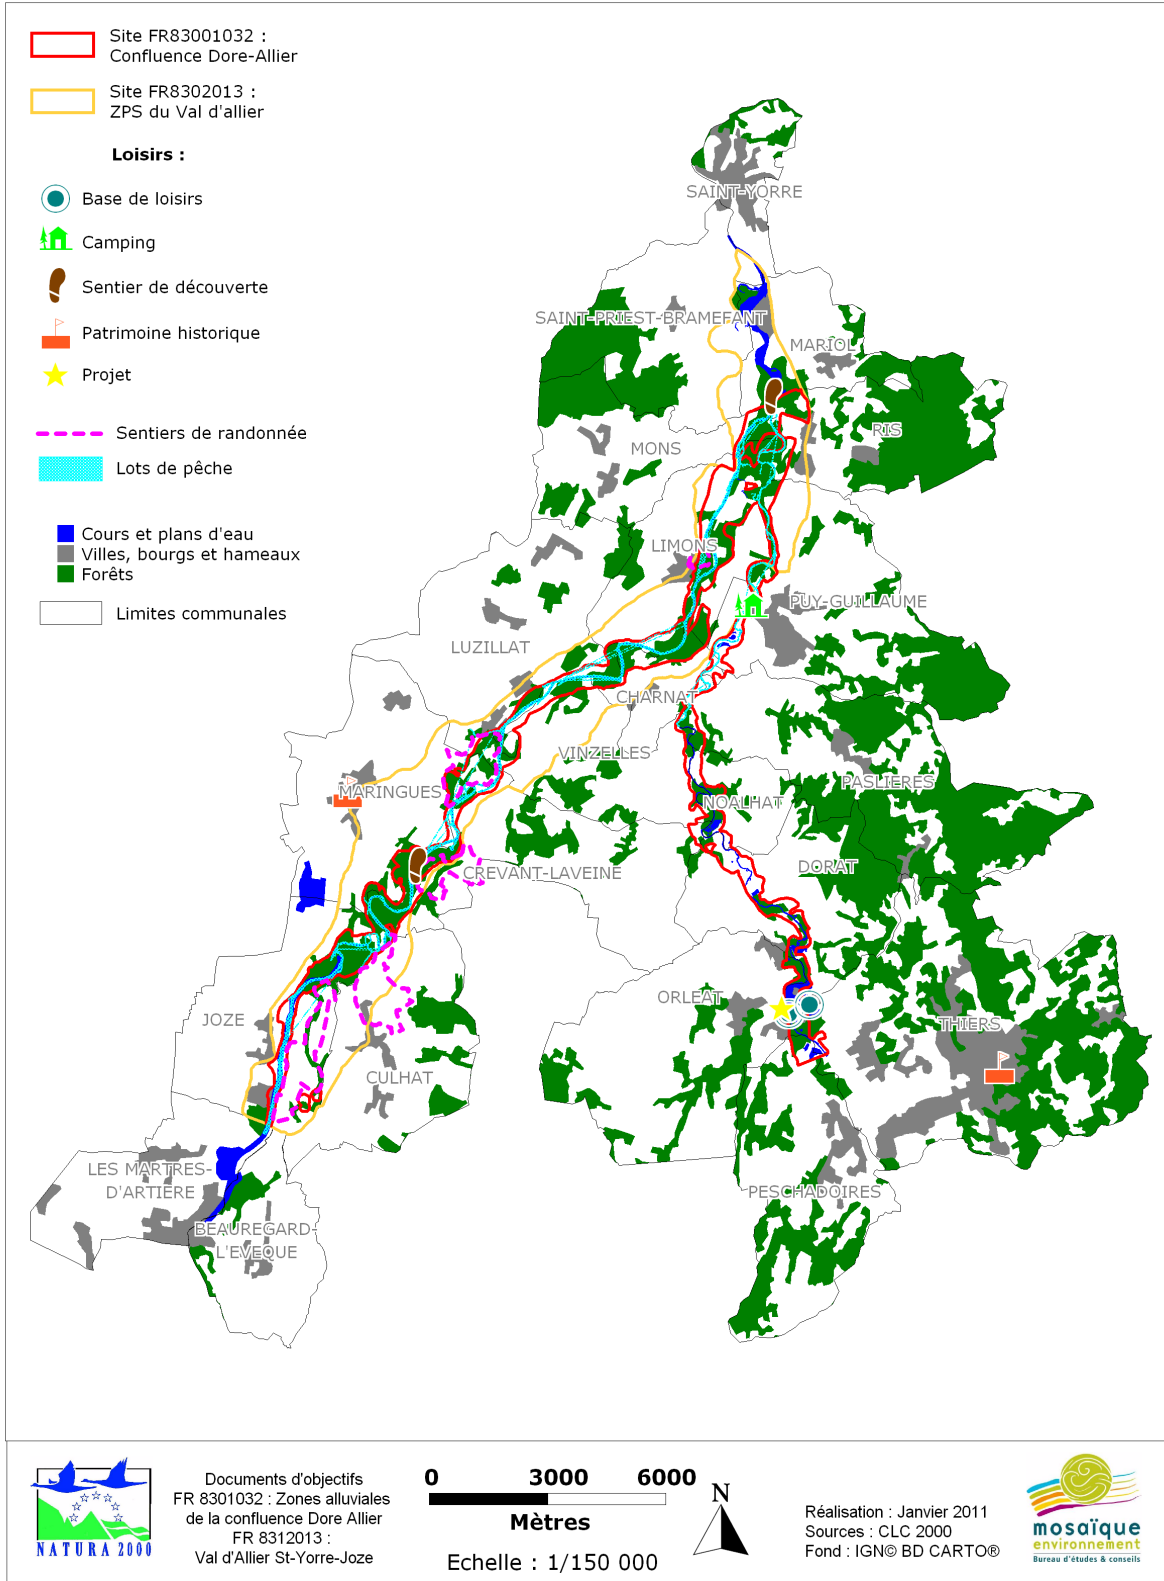 Site FR83001032 :
Confluence Dore-Allier
Site FR8302013 :
ZPS du Val d'allier
Loisirs :
Base de loisirs
Camping
Sentier de découverte
Patrimoine historique
Projet
Sentiers de randonnée
Lots de pêche
Cours et plans d'eau
Villes, bourgs et hameaux
Forêts
Limites communales
SAINT-YORRE
SAINT-PRIEST-BRAMEFANT
MARIOL
RIS
MONS
LIMONS
PUY-GUILLAUME
LUZILLAT
CHARNAT
VINZELLES
PASLIERES
MARINGUES
NOALHAT
DORAT
CREVANT-LAVEINE
ORLEAT
JOZE
THIERS
CULHAT
LES MARTRES-
D'ARTIERE
PESCHADOIRES
BEAUREGARD-
L'EVEQUE
NATURA 2000
Documents d'objectifs
FR 8301032 : Zones alluviales
de la confluence Dore Allier
FR 8312013 :
Val d'Allier St-Yorre-Joze
0 3000 6000
Mètres
Echelle : 1/150 000
N
Réalisation : Janvier 2011
Sources : CLC 2000
Fond : IGN© BD CARTO®
mosaïque
environnement
Bureau d'études & conseils